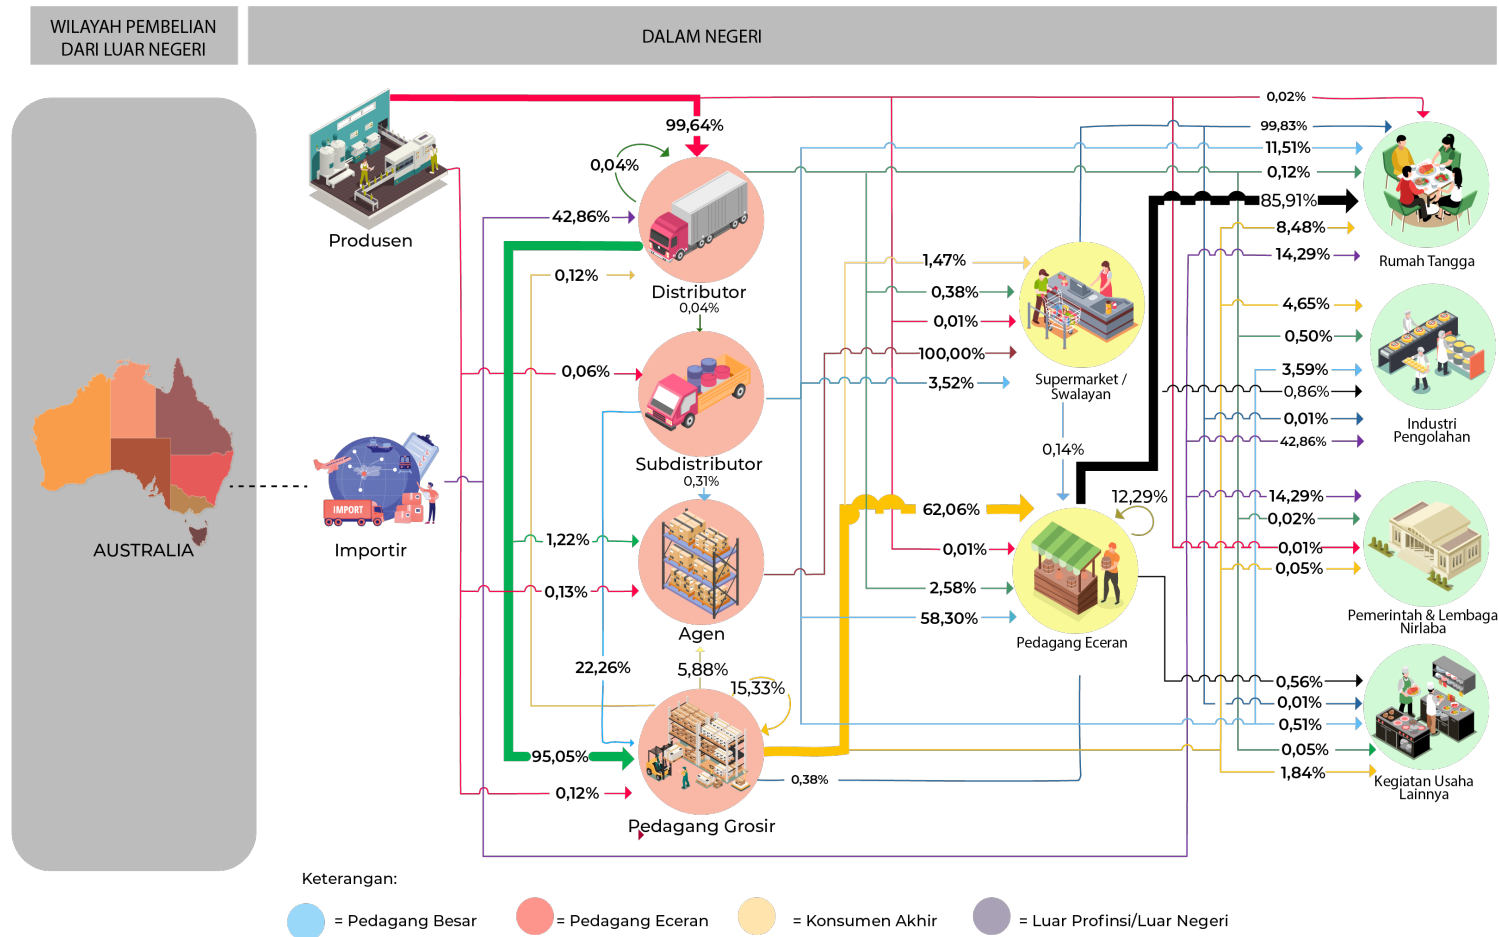 WILAYAH PEMBELIAN
DARI LUAR NEGERI
DALAM NEGERI
AUSTRALIA
Produsen
IMPORT
Importir
99,64%
0,04%
42,86%
0,12%
Distributor
0,04%
0,06%
Subdistributor
0,31%
1,22%
0,13%
Agen
22,26%
5,88%
15,33%
95,05%
0,12%
Pedagang Grosir
0,38%
1,47%
0,38%
0,01%
100,00%
3,52%
Supermarket /
Swalayan
0,14%
62,06%
12,29%
0,01%
2,58%
58,30%
Pedagang Eceran
0,02%
99,83%
11,51%
0,12%
85,91%
8,48%
14,29%
Rumah Tangga
4,65%
0,50%
3,59%
0,86%
0,01%
42,86%
Industri
Pengolahan
14,29%
0,02%
0,01%
0,05%
Pemerintah & Lembaga
Nirlaba
0,56%
0,01%
0,51%
0,05%
1,84%
Kegiatan Usaha
Lainnya
Keterangan:
= Pedagang Besar
= Pedagang Eceran
= Konsumen Akhir
= Luar Profinsi/Luar Negeri